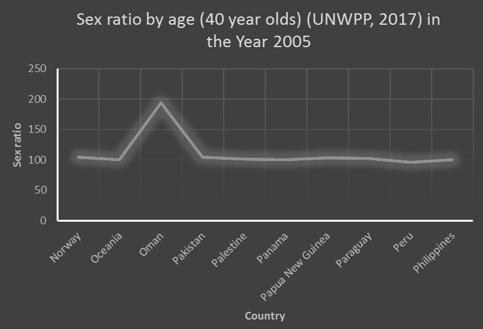 Sex ratio by age (40 year olds) (UNWPP, 2017) in
the Year 2005
250
200
150
100
50
0
Sex ratio
Norway
Oceania
Oman
Pakistan
Palestine
Panama
Papua New Guinea
Paraguay
Peru
Philippines
Country